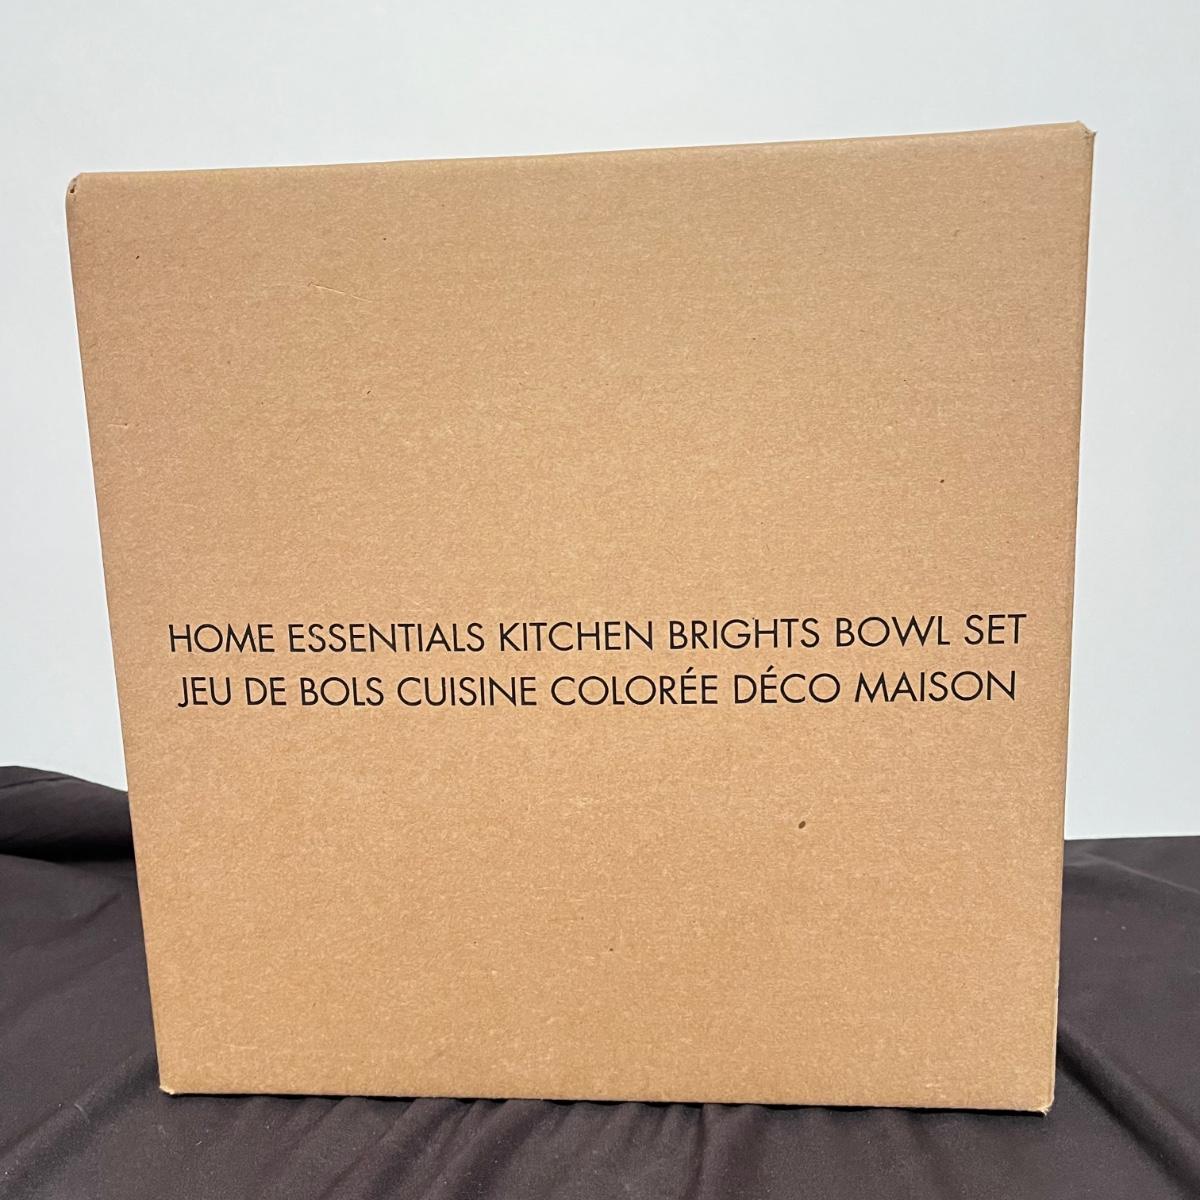 HOME ESSENTIALS KITCHEN BRIGHTS BOWL SET
JEU DE BOLS CUISINE COLORÉE DÉCO MAISON